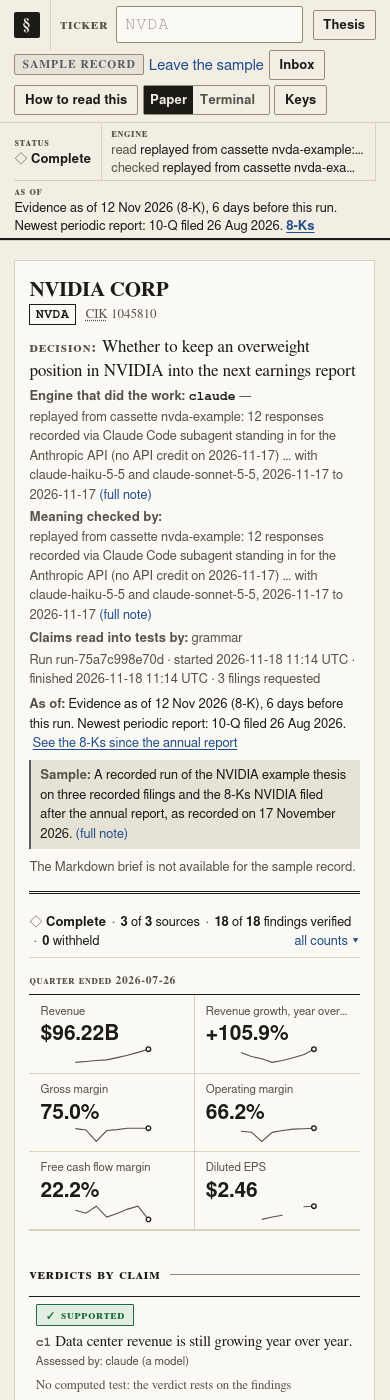 § TICKER NVDA Thesis
SAMPLE RECORD Leave the sample Inbox
How to read this Paper Terminal Keys
STATUS
◇ Complete
ENGINE
read replayed from cassette nvda-example:...
checked replayed from cassette nvda-exa...
AS OF
Evidence as of 12 Nov 2026 (8-K), 6 days before this run.
Newest periodic report: 10-Q filed 26 Aug 2026. 8-Ks
NVIDIA CORP
NVDA CIK 1045810
DECISION: Whether to keep an overweight
position in NVIDIA into the next earnings report
Engine that did the work: claude —
replayed from cassette nvda-example: 12 responses
recorded via Claude Code subagent standing in for the
Anthropic API (no API credit on 2026-11-17) ... with
claude-haiku-5-5 and claude-sonnet-5-5, 2026-11-17 to
2026-11-17 (full note)
Meaning checked by:
replayed from cassette nvda-example: 12 responses
recorded via Claude Code subagent standing in for the
Anthropic API (no API credit on 2026-11-17) ... with
claude-haiku-5-5 and claude-sonnet-5-5, 2026-11-17 to
2026-11-17 (full note)
Claims read into tests by: grammar
Run run-75a7c998e70d · started 2026-11-18 11:14 UTC ·
finished 2026-11-18 11:14 UTC · 3 filings requested
As of: Evidence as of 12 Nov 2026 (8-K), 6 days before
this run. Newest periodic report: 10-Q filed 26 Aug 2026.
See the 8-Ks since the annual report
Sample: A recorded run of the NVIDIA example thesis
on three recorded filings and the 8-Ks NVIDIA filed
after the annual report, as recorded on 17 November
2026. (full note)
The Markdown brief is not available for the sample record.
◇ Complete · 3 of 3 sources · 18 of 18 findings verified
· 0 withheld all counts ▾
QUARTER ENDED 2026-07-26
Revenue
$96.22B
Revenue growth, year over...
+105.9%
Gross margin
75.0%
Operating margin
66.2%
Free cash flow margin
22.2%
Diluted EPS
$2.46
VERDICTS BY CLAIM
✓ SUPPORTED
c1 Data center revenue is still growing year over year.
Assessed by: claude (a model)
No computed test: the verdict rests on the findings